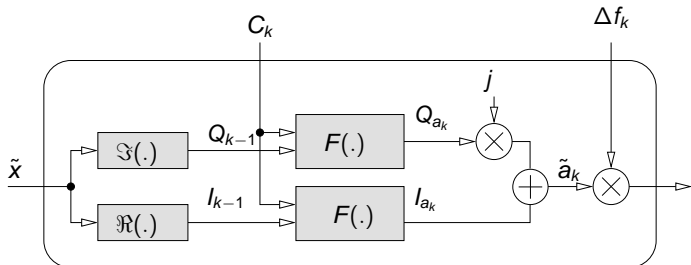 C_k
Δf_k
j
ℑ(.)
Q_{k−1}
F(.)
Q_{a_k}
x̃
ℜ(.)
I_{k−1}
F(.)
I_{a_k}
ã_k